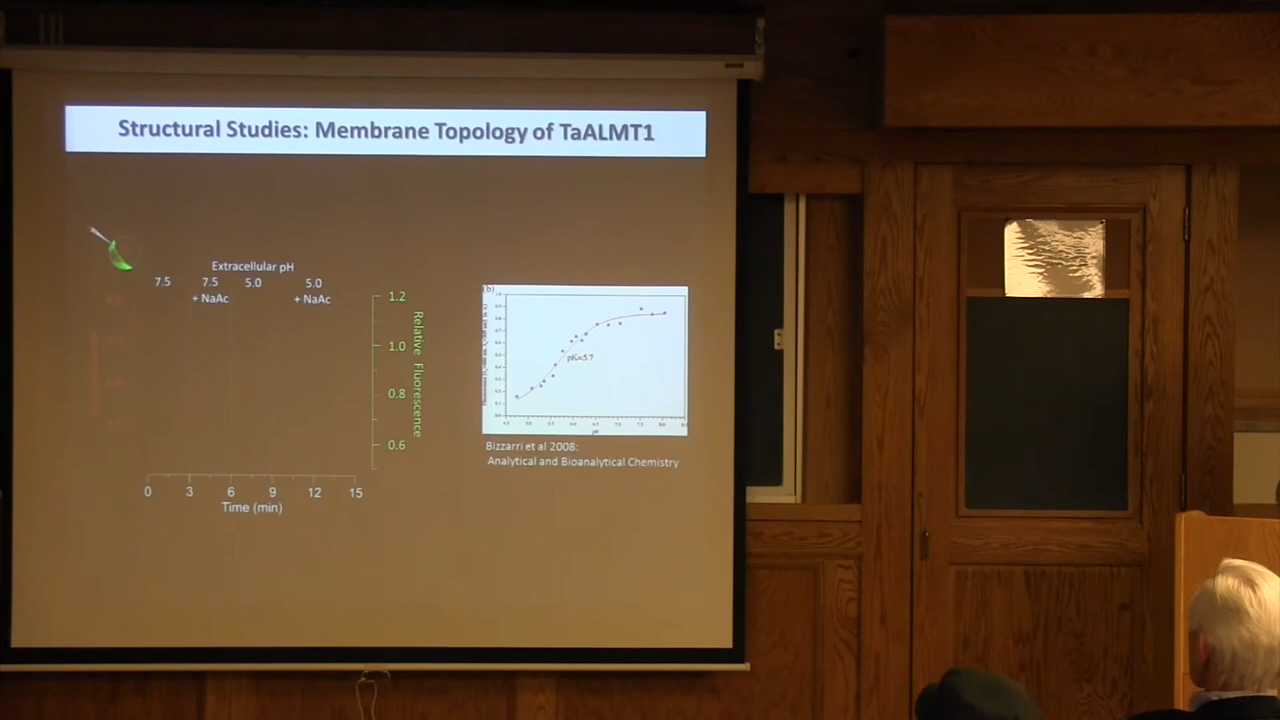 Structural Studies: Membrane Topology of TaALMT1
Extracellular pH
7.5 7.5 5.0 5.0
+ NaAc + NaAc
1.2
1.0
0.8
0.6
Relative Fluorescence
0 3 6 9 12 15
Time (min)
(b)
pK=5.7
pH
Bizzarri et al 2008:
Analytical and Bioanalytical Chemistry